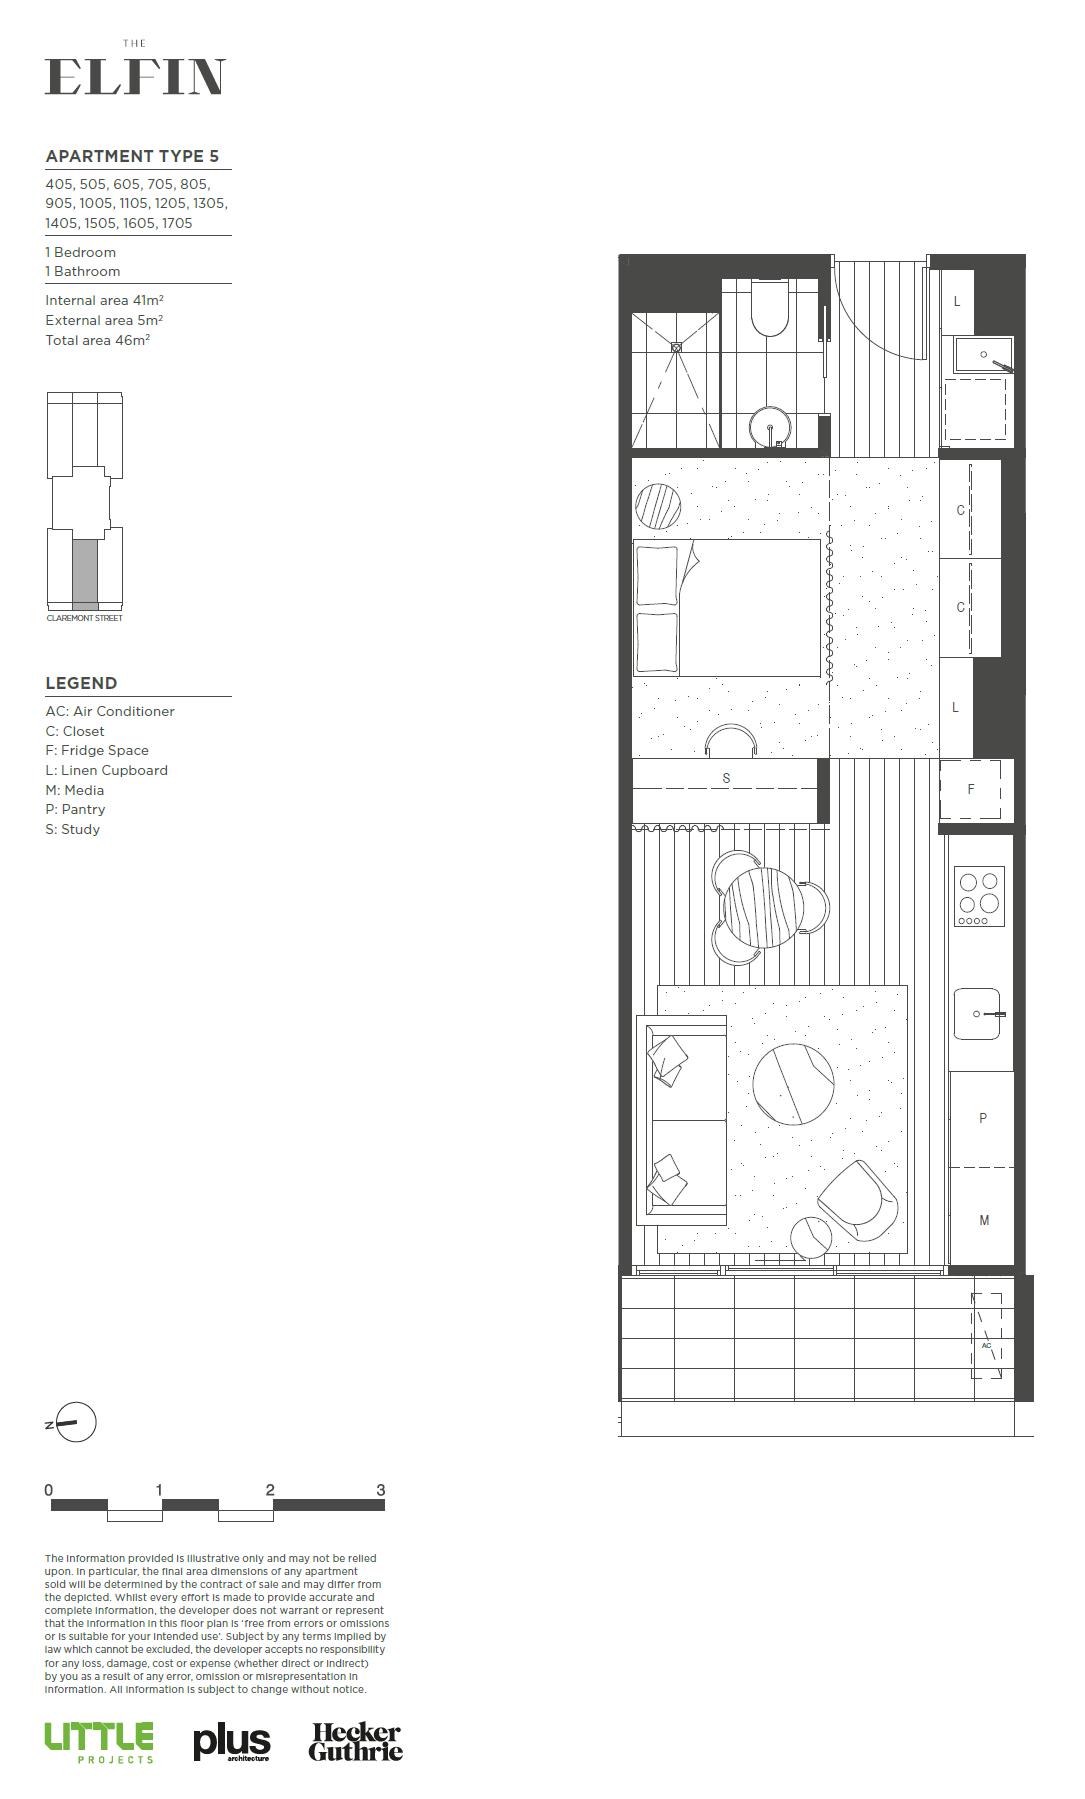 THE
ELFIN
APARTMENT TYPE 5
405, 505, 605, 705, 805,
905, 1005, 1105, 1205, 1305,
1405, 1505, 1605, 1705
1 Bedroom
1 Bathroom
Internal area 41m²
External area 5m²
Total area 46m²
CLAREMONT STREET
LEGEND
AC: Air Conditioner
C: Closet
F: Fridge Space
L: Linen Cupboard
M: Media
P: Pantry
S: Study
L
C
C
L
S
F
P
M
AC
N
0 1 2 3
The information provided is illustrative only and may not be relied
upon. In particular, the final area dimensions of any apartment
sold will be determined by the contract of sale and may differ from
the depicted. Whilst every effort is made to provide accurate and
complete information, the developer does not warrant or represent
that the information in this floor plan is ‘free from errors or omissions
or is suitable for your intended use’. Subject by any terms implied by
law which cannot be excluded, the developer accepts no responsibility
for any loss, damage, cost or expense (whether direct or indirect)
by you as a result of any error, omission or misrepresentation in
information. All information is subject to change without notice.
LITTLE
PROJECTS
plus
architecture
Hecker
Guthrie